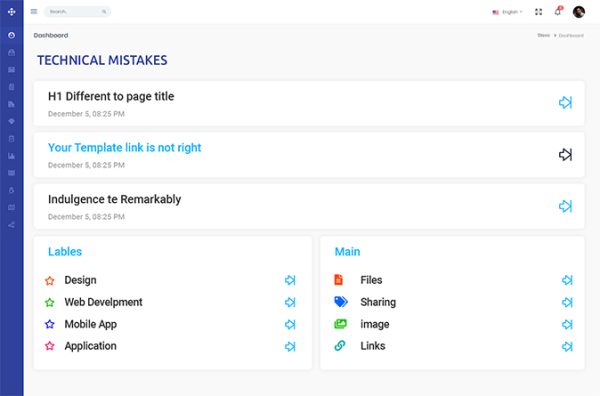 Search..
English
Dashboard
Dashboard
TECHNICAL MISTAKES
H1 Different to page title
December 5, 08:25 PM
Your Template link is not right
December 5, 08:25 PM
Indulgence te Remarkably
December 5, 08:25 PM
Lables
Design
Web Develpment
Mobile App
Application
Main
Files
Sharing
image
Links